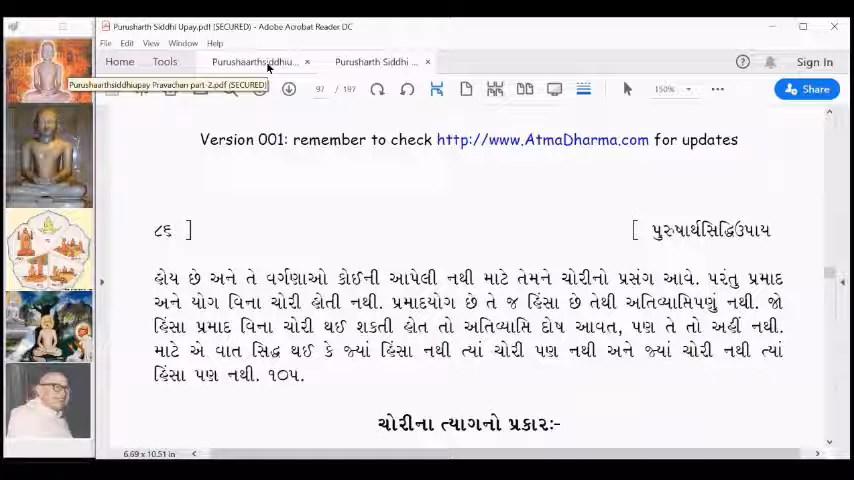 Purusharth Siddhi Upay.pdf (SECURED) - Adobe Acrobat Reader DC
File Edit View Window Help
Home Tools Purushaarthsiddhiu... × Purusharth Siddhi ... × Sign In
Purushaarthsiddhiupay Pravachan part-2.pdf (SECURED)
97 / 187 150% Share
Version 001: remember to check http://www.AtmaDharma.com for updates
૮૬ ] [ પુરુષાર્થસિદ્ધિઉપાય
હોય છે અને તે વર્ગણાઓ કોઈની આપેલી નથી માટે તેમને ચોરીનો પ્રસંગ આવે. પરંતુ પ્રમાદ
અને યોગ વિના ચોરી હોતી નથી. પ્રમાદયોગ છે તે જ હિંસા છે તેથી અતિવ્યાપ્તિપણું નથી. જો
હિંસા પ્રમાદ વિના ચોરી થઈ શકતી હોત તો અતિવ્યાપ્તિ દોષ આવત, પણ તે તો અહીં નથી.
માટે એ વાત સિદ્ધ થઈ કે જ્યાં હિંસા નથી ત્યાં ચોરી પણ નથી અને જ્યાં ચોરી નથી ત્યાં
હિંસા પણ નથી. ૧૦૫.
ચોરીના ત્યાગનો પ્રકાર:-
6.69 x 10.51 in